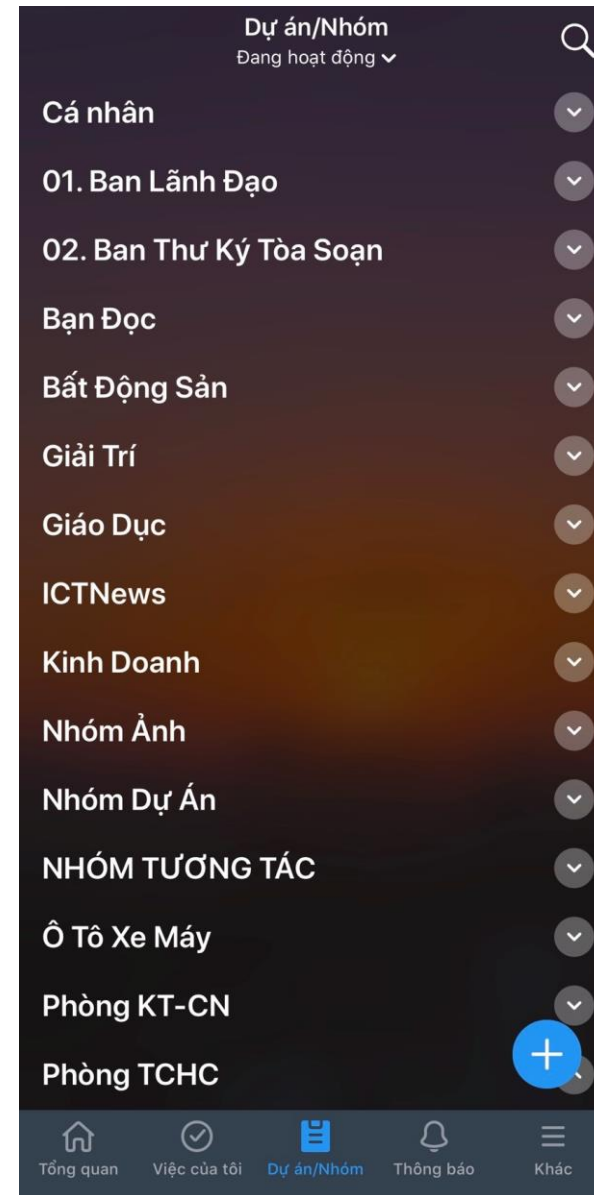 Dự án/Nhóm
Đang hoạt động
Cá nhân
01. Ban Lãnh Đạo
02. Ban Thư Ký Tòa Soạn
Bạn Đọc
Bất Động Sản
Giải Trí
Giáo Dục
ICTNews
Kinh Doanh
Nhóm Ảnh
Nhóm Dự Án
NHÓM TƯƠNG TÁC
Ô Tô Xe Máy
Phòng KT-CN
Phòng TCHC
Tổng quan Việc của tôi Dự án/Nhóm Thông báo Khác